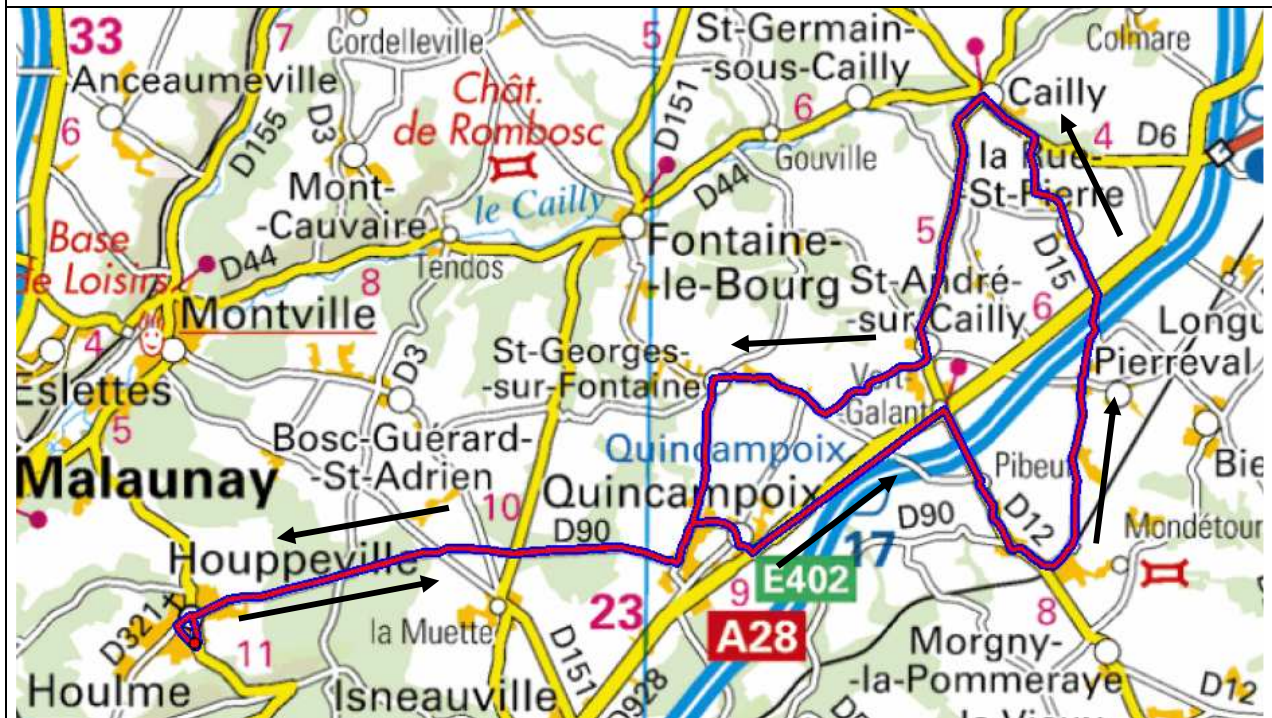 33
7
Cordelleville
5
St-Germain-
-sous-Cailly
Colmare
Anceaumeville
Chât.
de Rombosc
D151
6
Cailly
6
D155
D3
Gouville
4
D6
la Rue-
-St-Pierre
Mont-
-Cauvaire
le Cailly
D44
Base
de Loisirs
D44
8
Tendos
Fontaine-
-le-Bourg
5
D15
St-André-
-sur-Cailly
6
Montville
4
Longu
Pierreval
St-Georges-
-sur-Fontaine
Vert-
-Galant
Eslettes
D3
5
Bosc-Guérard-
-St-Adrien
Quincampoix
Bie
Malaunay
Pibeuf
10
Quincampoix
D90
D90
D12
Mondétour
17
Houppeville
E402
9
23
8
D321
la Muette
A28
11
D151
Morgny-
-la-Pommeraye
Houlme
Isneauville
D928
D12